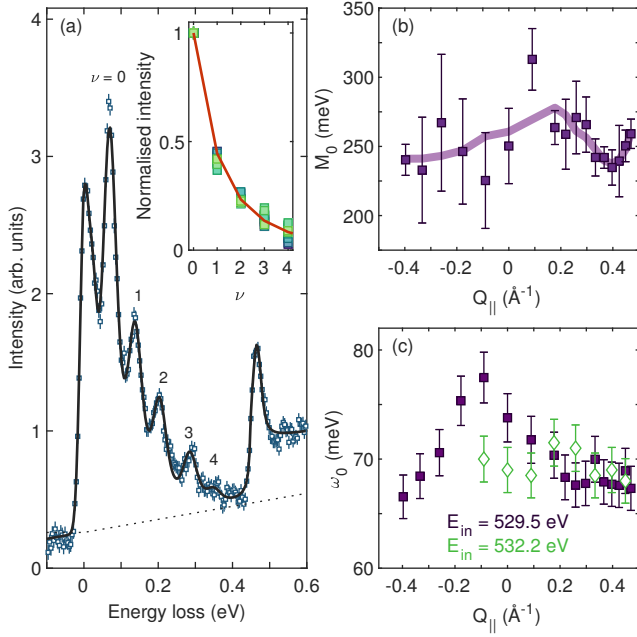 (a)
ν = 0
1
2
3
4
Intensity (arb. units)
0
1
2
3
4
0
0.2
0.4
0.6
Energy loss (eV)
Normalised intensity
0
0.5
1
0
1
2
3
4
ν
(b)
M0 (meV)
200
250
300
350
-0.4
-0.2
0
0.2
0.4
Q|| (Å-1)
(c)
ω0 (meV)
60
70
80
Ein = 529.5 eV
Ein = 532.2 eV
-0.4
-0.2
0
0.2
0.4
Q|| (Å-1)